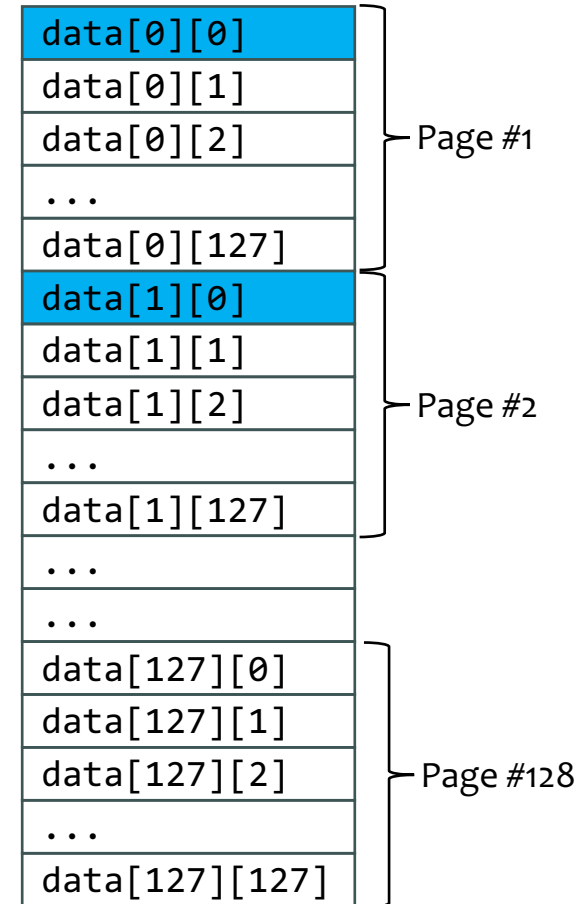 data[0][0]
data[0][1]
data[0][2]
...
data[0][127]
Page #1
data[1][0]
data[1][1]
data[1][2]
...
data[1][127]
Page #2
...
...
data[127][0]
data[127][1]
data[127][2]
...
data[127][127]
Page #128